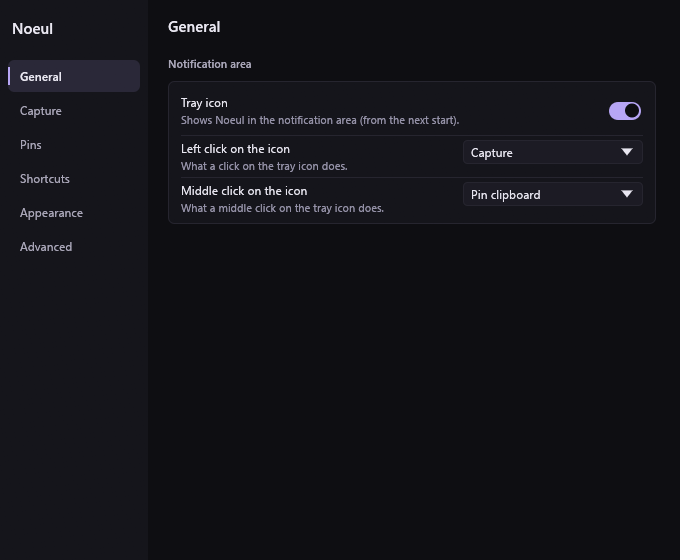 Noeul
General
Capture
Pins
Shortcuts
Appearance
Advanced
General
Notification area
Tray icon
Shows Noeul in the notification area (from the next start).
Left click on the icon
What a click on the tray icon does.
Capture
Middle click on the icon
What a middle click on the tray icon does.
Pin clipboard